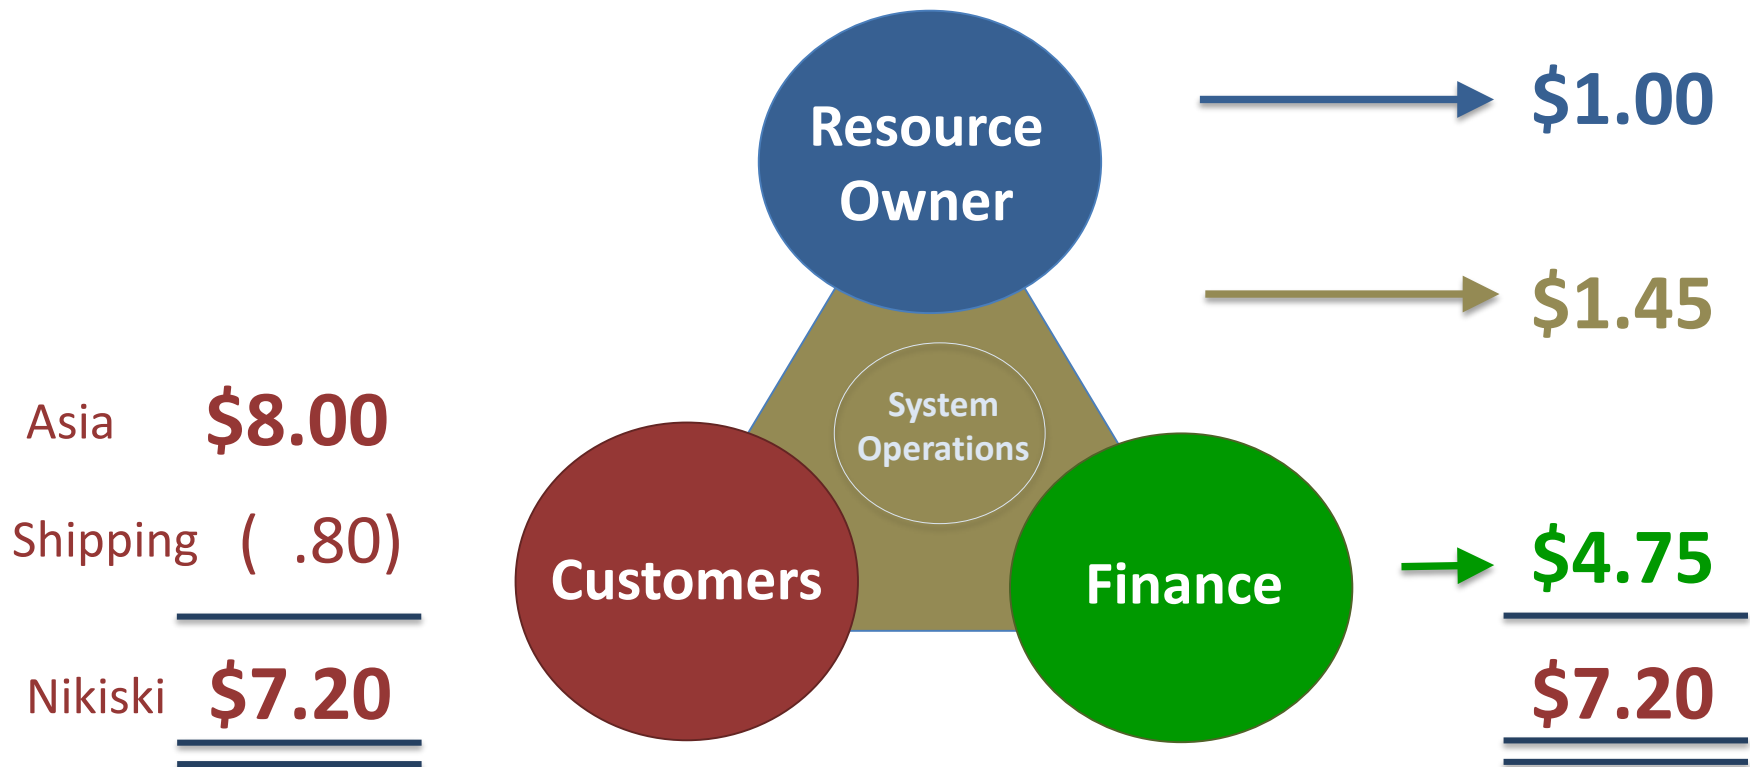 Resource
Owner
$1.00
$1.45
System
Operations
Asia $8.00
Shipping ( .80)
Customers
Finance
$4.75
Nikiski $7.20
$7.20